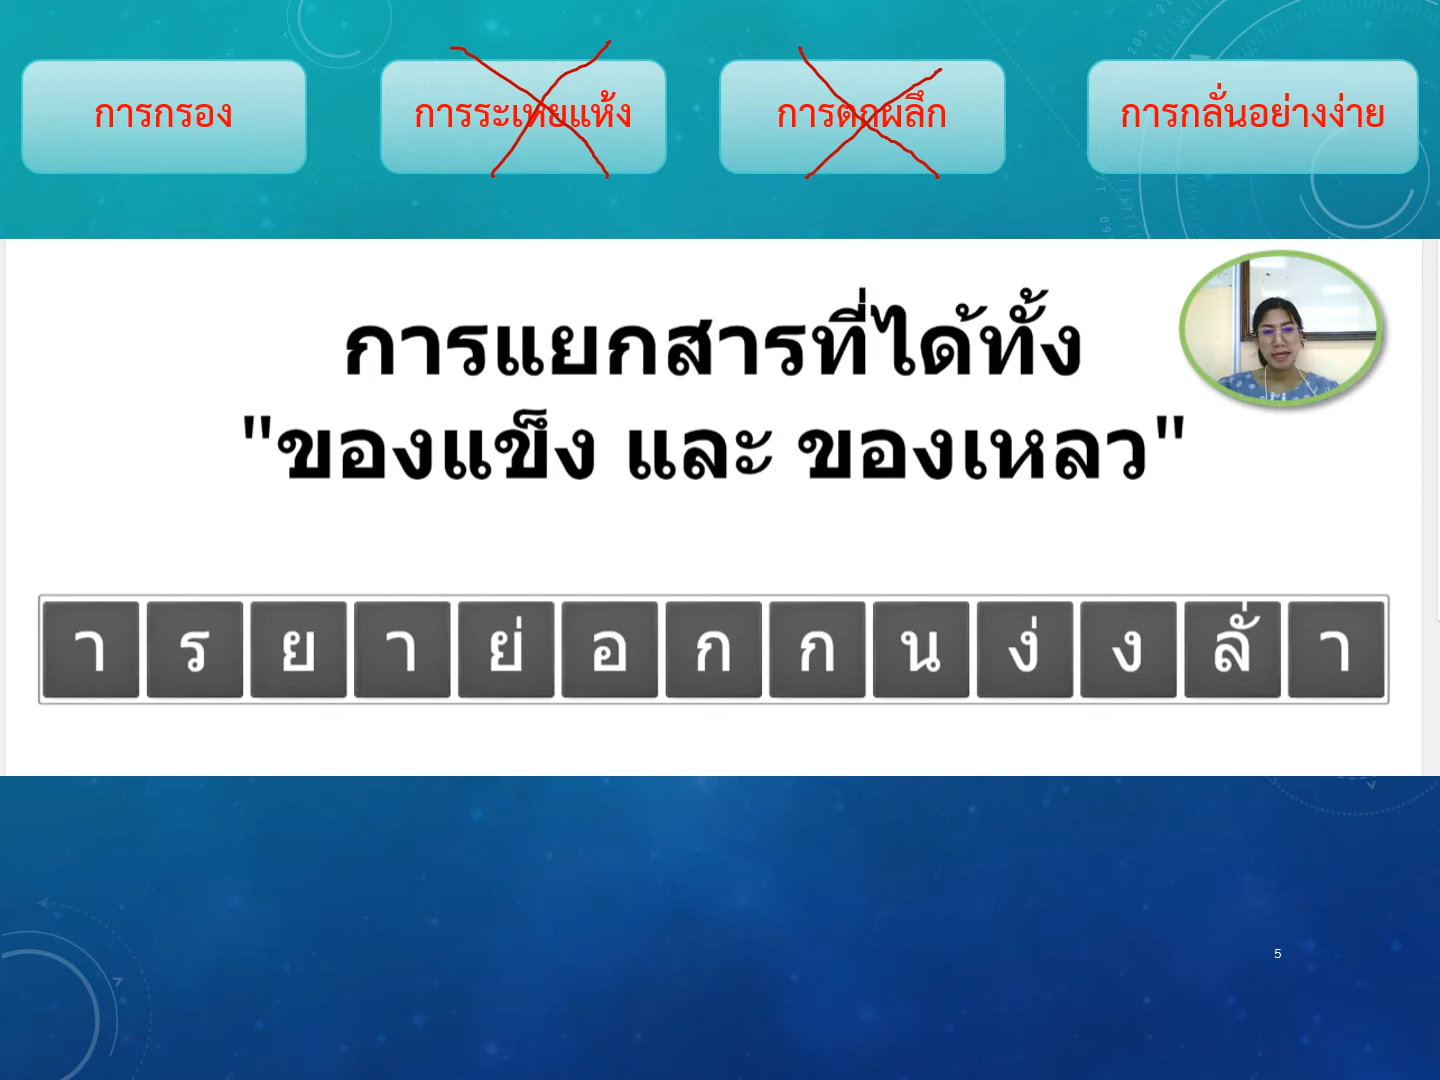 การกรอง
การระเหยแห้ง
การตกผลึก
การกลั่นอย่างง่าย
การแยกสารที่ได้ทั้ง
"ของแข็ง และ ของเหลว"
า ร ย า ย่ อ ก ก น ง่ ง ลั่ า
5